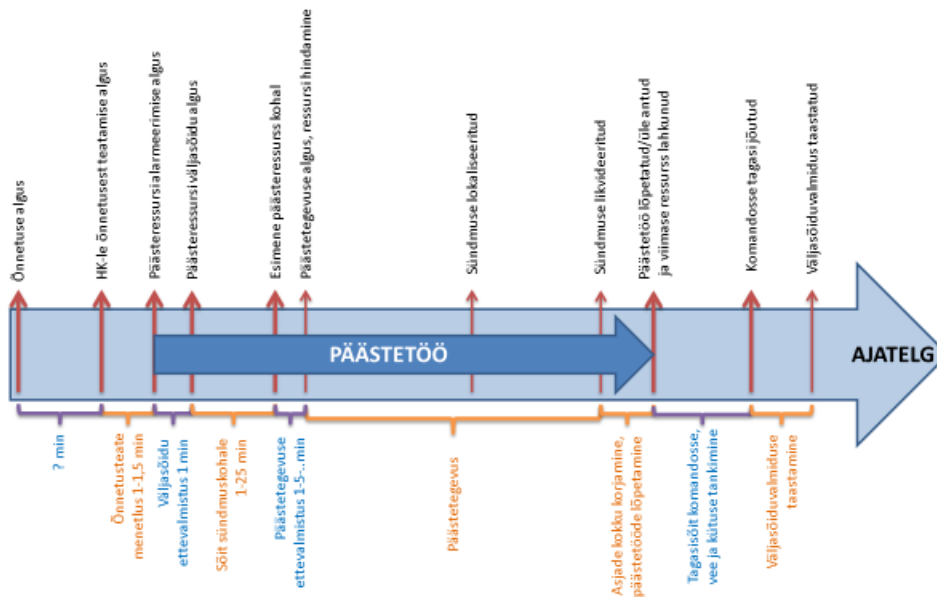 Õnnetuse algus
HK-le õnnetusest teatamise algus
Päästeressursi alarmeerimise algus
Päästeressursi väljasõidu algus
Esimene päästeressurss kohal
Päästetegevuse algus, ressursi hindamine
Sündmuse lokaliseeritud
Sündmuse likvideeritud
Päästetöö lõpetatud/üle antud
ja viimase ressurss lahkunud
Komandosse tagasi jõutud
Väljasõiduvalmidus taastatud
PÄÄSTETÖÖ
AJATELG
? min
Õnnetusteate
menetlus 1-1,5 min
Väljasõidu
ettevalmistus 1 min
Sõit sündmuskohale
1-25 min
Päästetegevuse
ettevalmistus 1-5-..min
Päästetegevus
Asjade kokku korjamine,
päästetööde lõpetamine
Tagasisõit komandosse,
vee ja kütuse tankimine
Väljasõiduvalmiduse
taastamine